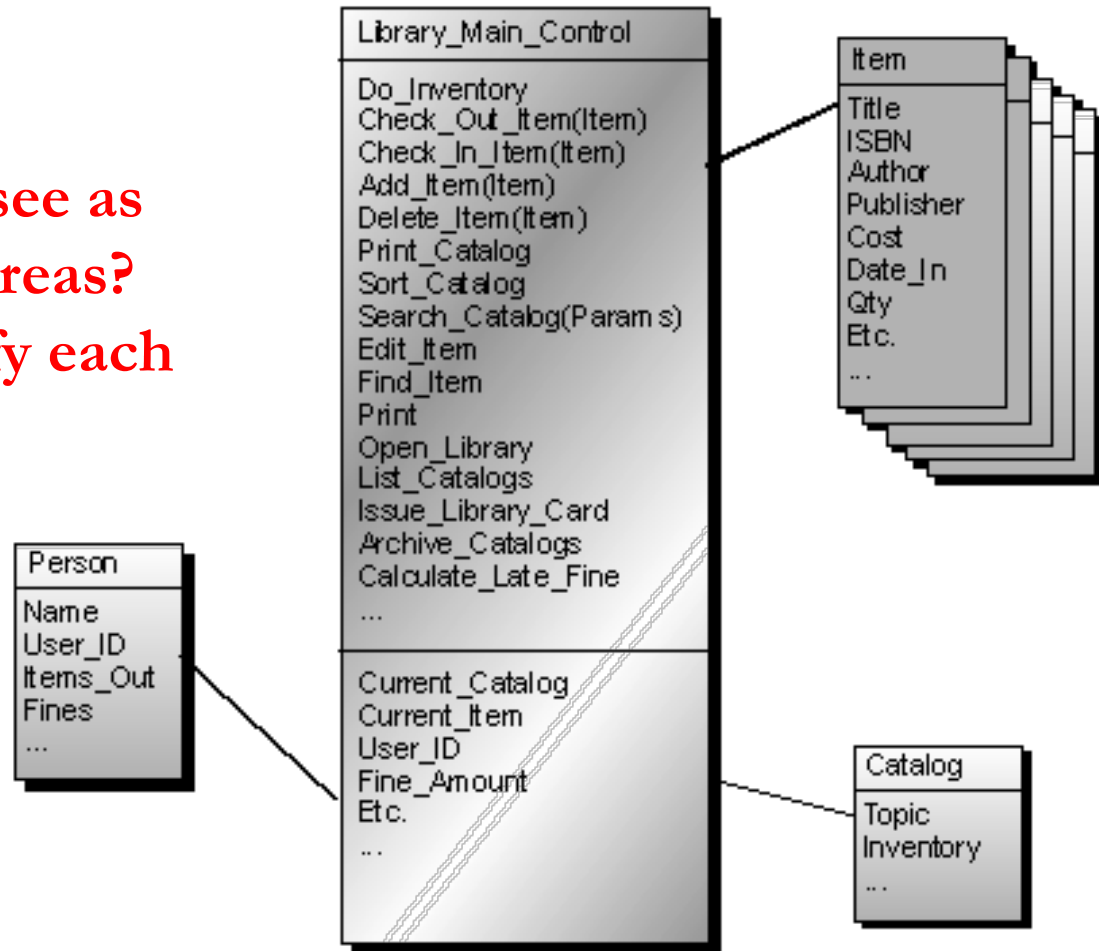 see as
reas?
fy each
Library_Main_Control
Do_Inventory
Check_Out_Item(Item)
Check_In_Item(Item)
Add_Item(Item)
Delete_Item(Item)
Print_Catalog
Sort_Catalog
Search_Catalog(Params)
Edit_Item
Find_Item
Print
Open_Library
List_Catalogs
Issue_Library_Card
Archive_Catalogs
Calculate_Late_Fine
...
Current_Catalog
Current_Item
User_ID
Fine_Amount
Etc.
...
Item
Title
ISBN
Author
Publisher
Cost
Date_In
Qty
Etc.
...
Person
Name
User_ID
Items_Out
Fines
...
Catalog
Topic
Inventory
...